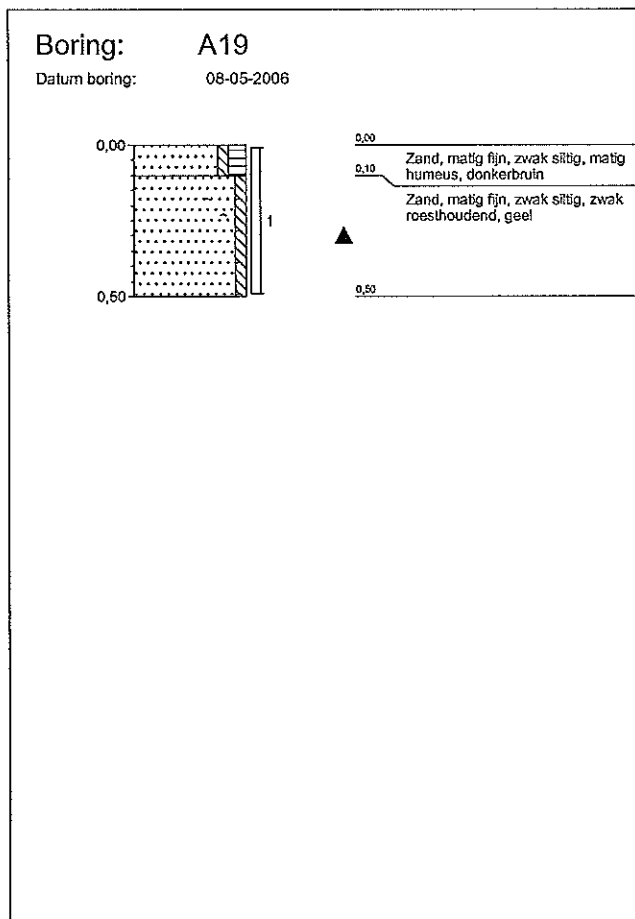 Boring: A19
Datum boring: 08-05-2006
0,00
0,50
1
0,00
Zand, matig fijn, zwak siltig, matig
humeus, donkerbruin
0,10
Zand, matig fijn, zwak siltig, zwak
roesthoudend, geel
0,50